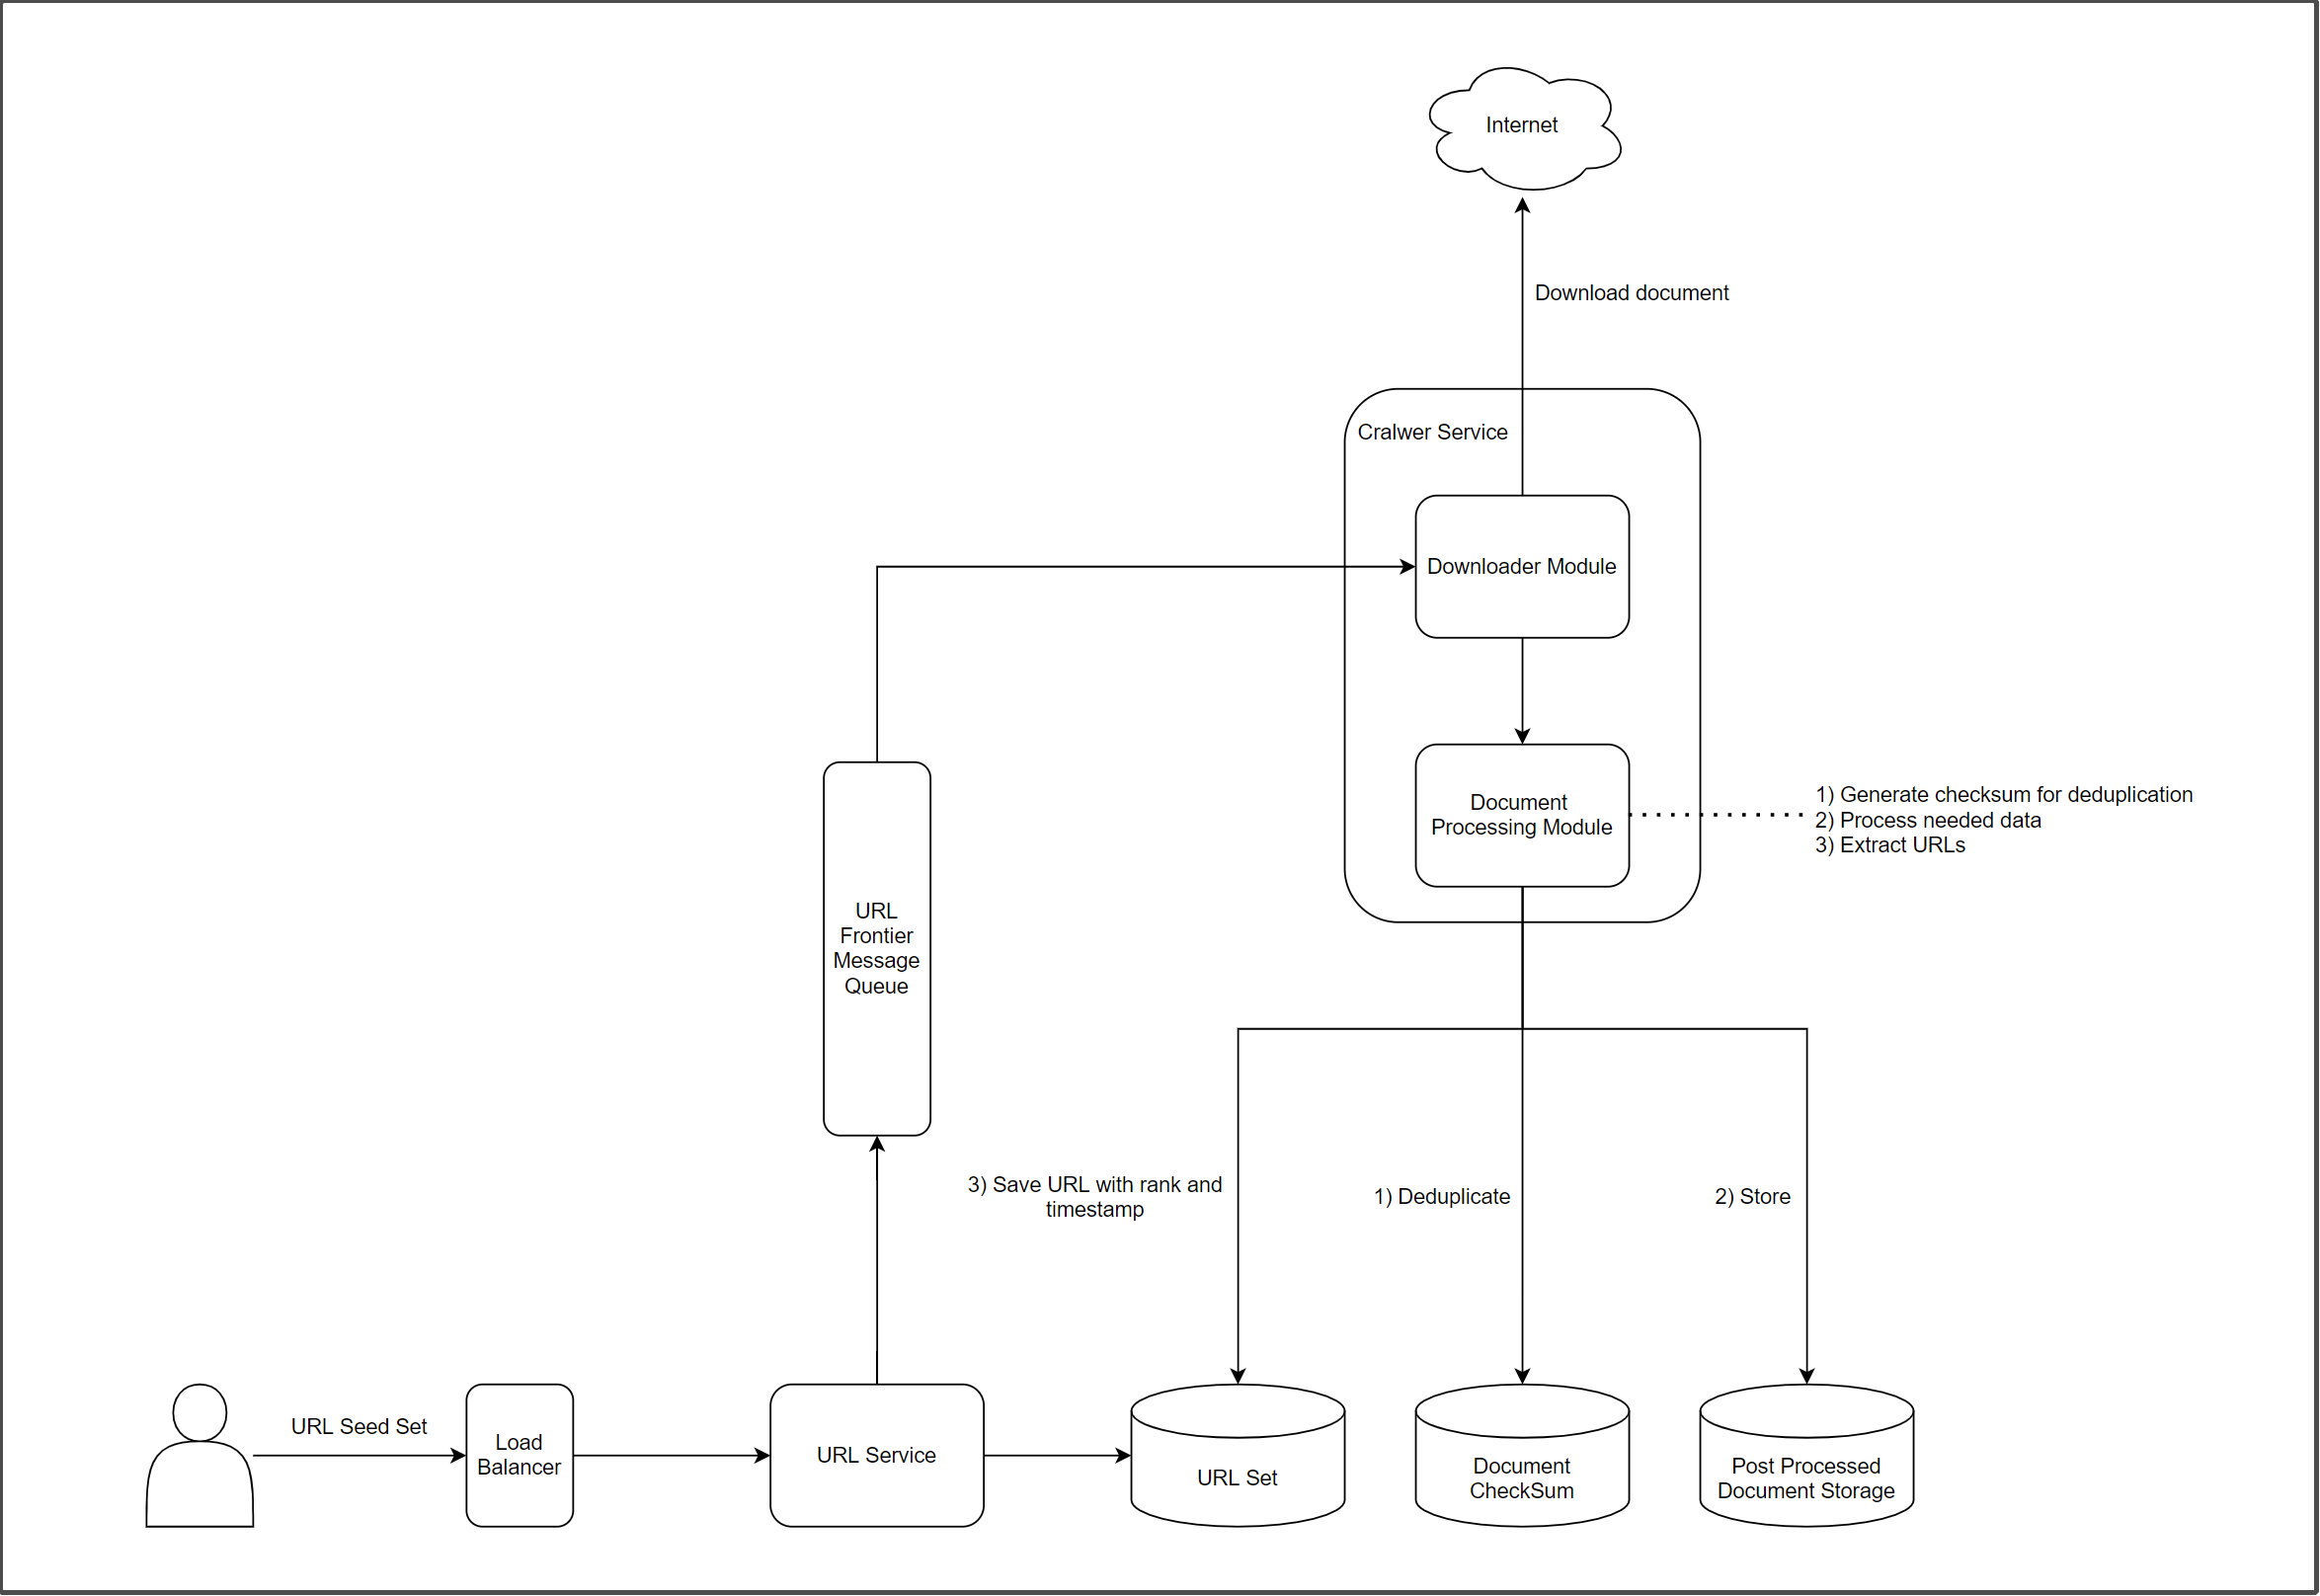 Internet
Download document
Cralwer Service
Downloader Module
Document
Processing Module
1) Generate checksum for deduplication
2) Process needed data
3) Extract URLs
URL
Frontier
Message
Queue
3) Save URL with rank and
timestamp
1) Deduplicate
2) Store
URL Seed Set
Load
Balancer
URL Service
URL Set
Document
CheckSum
Post Processed
Document Storage